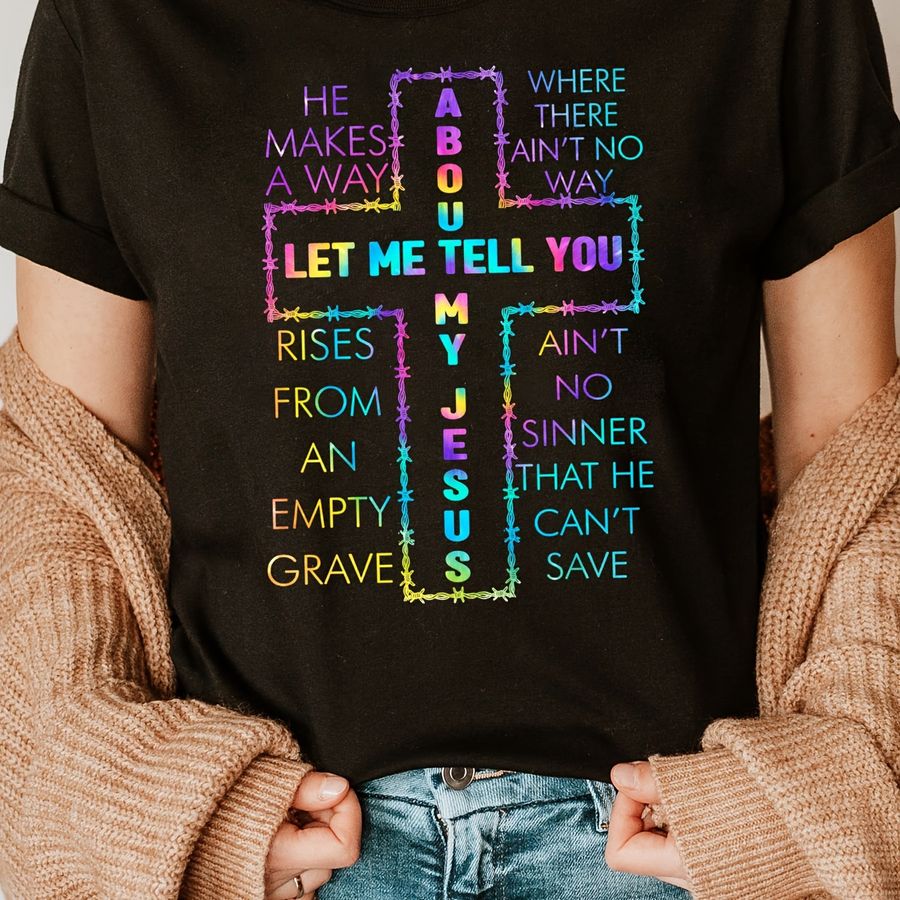 HE
MAKES
A WAY
WHERE
THERE
AIN'T NO
WAY
LET ME TELL YOU
ABOUT MY JESUS
RISES
FROM
AN
EMPTY
GRAVE
AIN'T
NO
SINNER
THAT HE
CAN'T
SAVE